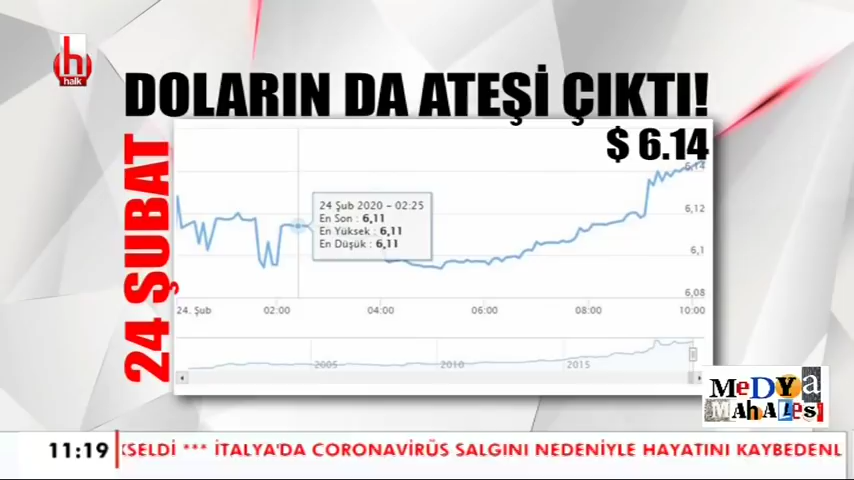 h
halk
DOLARIN DA ATEŞİ ÇIKTI!
$ 6.14
24 ŞUBAT
24 Şub 2020 - 02:25
En Son : 6,11
En Yüksek : 6,11
En Düşük : 6,11
6,14
6,12
6,1
6,08
24. Şub 02:00 04:00 06:00 08:00 10:00
2005 2010 2015
MeDYa
MaHaLLesi
11:19 KSELDİ *** İTALYA'DA CORONAVİRÜS SALGINI NEDENİYLE HAYATINI KAYBEDENL